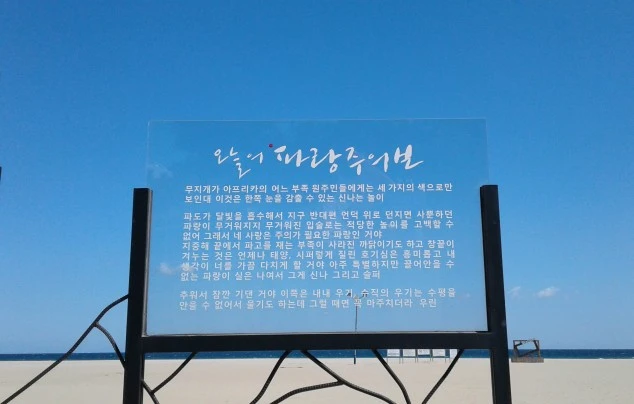 오늘의 파랑주의보
무지개가 아프리카의 어느 부족 원주민들에게는 세 가지의 색으로만
보인대 이것은 한쪽 눈을 감출 수 있는 신나는 놀이
파도가 달빛을 흡수해서 지구 반대편 언덕 위로 던지면 사뿐하던
파랑이 무거워지지 무거워진 입술로는 적당한 높이를 고백할 수
없어 그래서 네 사랑은 주의가 필요한 파랑인 거야
지중해 끝에서 파고를 재는 부족이 사라진 까닭이기도 하고 창끝이
겨누는 것은 언제나 태양, 시퍼렇게 질린 호기심은 흥미롭고 내
생각이 너를 가끔 다치게 할 거야 아주 특별하지만 끌어안을 수
없는 파랑이 실은 나여서 그게 신나 그리고 슬퍼
추워서 잠깐 기댄 거야 이쪽은 내내 우기, 수직의 우기는 수평을
안을 수 없어서 울기도 하는데 그럴 때면 꼭 마주치더라 우린